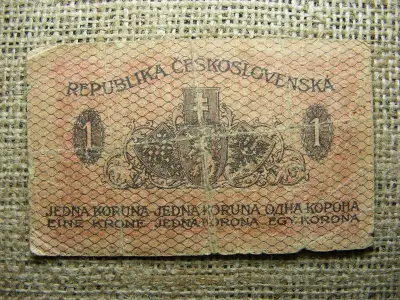 REPUBLIKA ČESKOSLOVENSKÁ
1 1
JEDNA KORUNA JEDNA KORUNA ОДНА КОРОНА
EINE KRONE JEDNA KORONA EGY KORONA